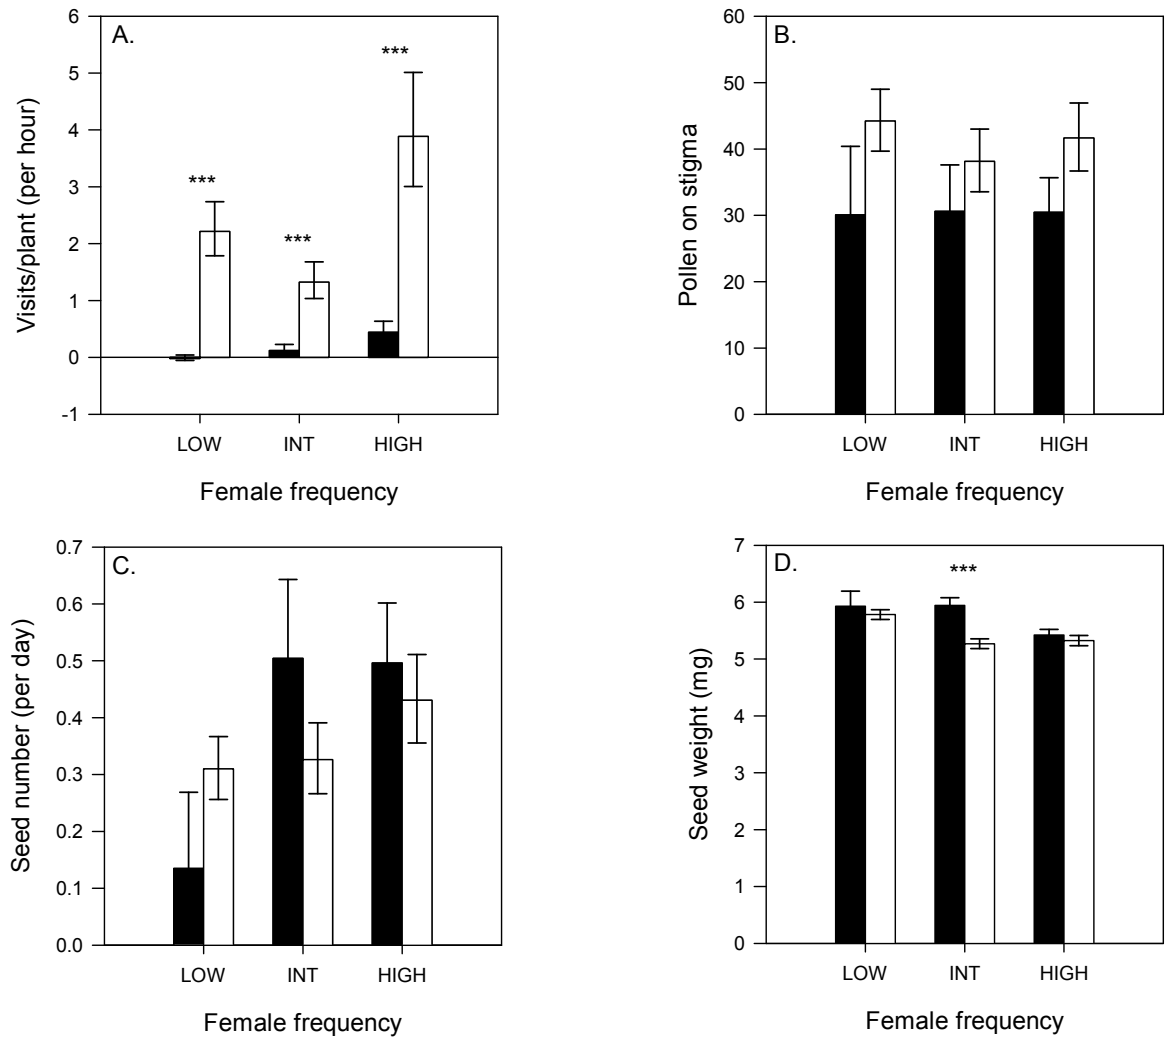 A.
Visits/plant (per hour)
6
5
4
3
2
1
0
-1
***
***
***
LOW INT HIGH
Female frequency
B.
Pollen on stigma
60
50
40
30
20
10
0
LOW INT HIGH
Female frequency
C.
Seed number (per day)
0.7
0.6
0.5
0.4
0.3
0.2
0.1
0.0
LOW INT HIGH
Female frequency
D.
Seed weight (mg)
7
6
5
4
3
2
1
0
***
LOW INT HIGH
Female frequency